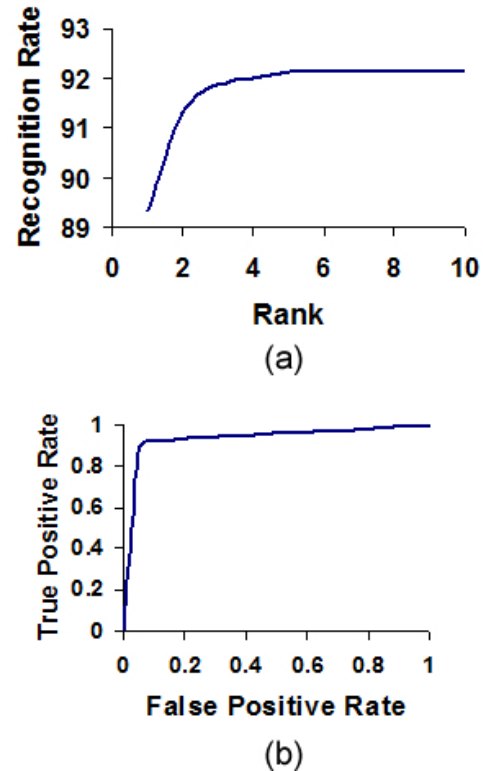 Recognition Rate
93
92
91
90
89
0 2 4 6 8 10
Rank
(a)
True Positive Rate
1
0.8
0.6
0.4
0.2
0
0 0.2 0.4 0.6 0.8 1
False Positive Rate
(b)